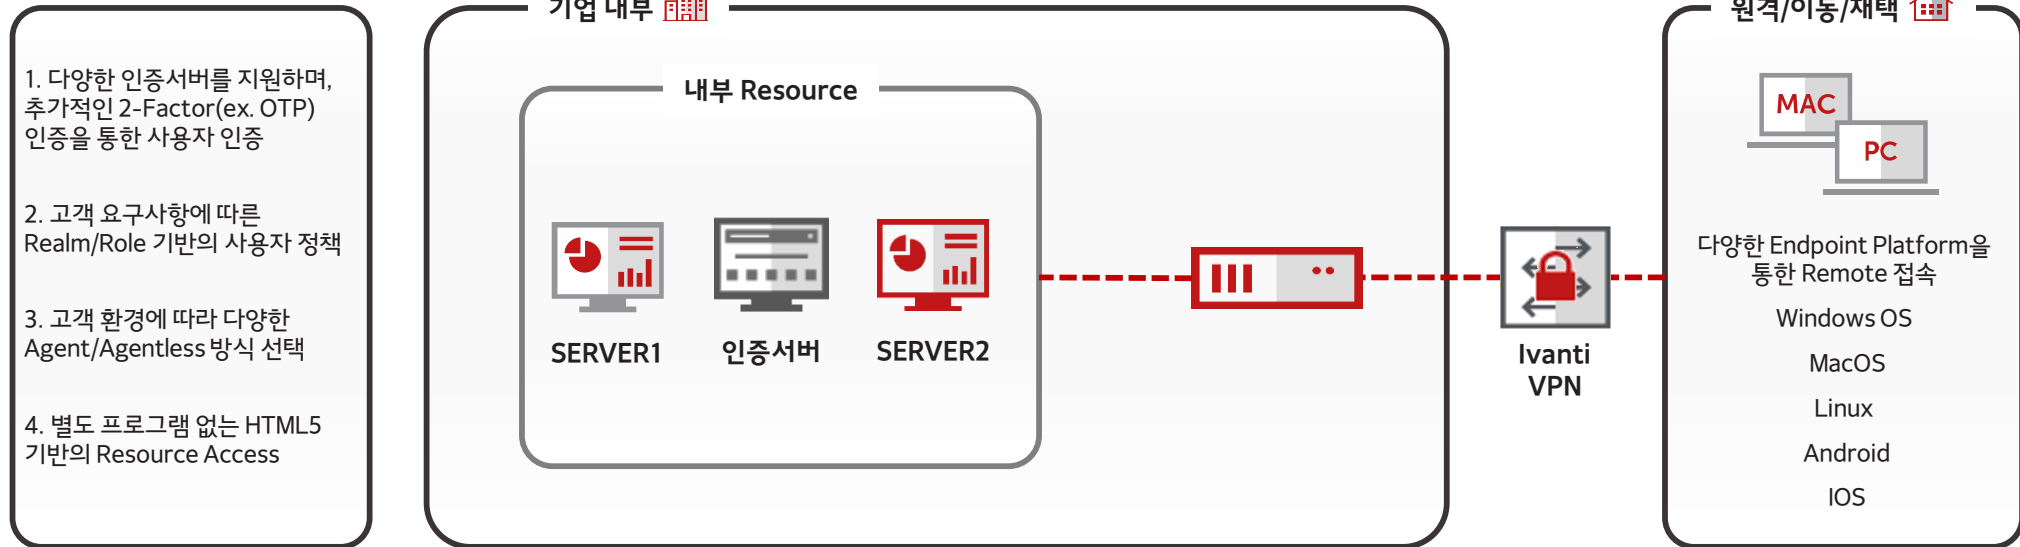 1. 다양한 인증서버를 지원하며,
추가적인 2-Factor(ex. OTP)
인증을 통한 사용자 인증
2. 고객 요구사항에 따른
Realm/Role 기반의 사용자 정책
3. 고객 환경에 따라 다양한
Agent/Agentless 방식 선택
4. 별도 프로그램 없는 HTML5
기반의 Resource Access
기업 내부
내부 Resource
SERVER1
인증서버
SERVER2
Ivanti
VPN
원격/이동/재택
MAC
PC
다양한 Endpoint Platform을
통한 Remote 접속
Windows OS
MacOS
Linux
Android
IOS